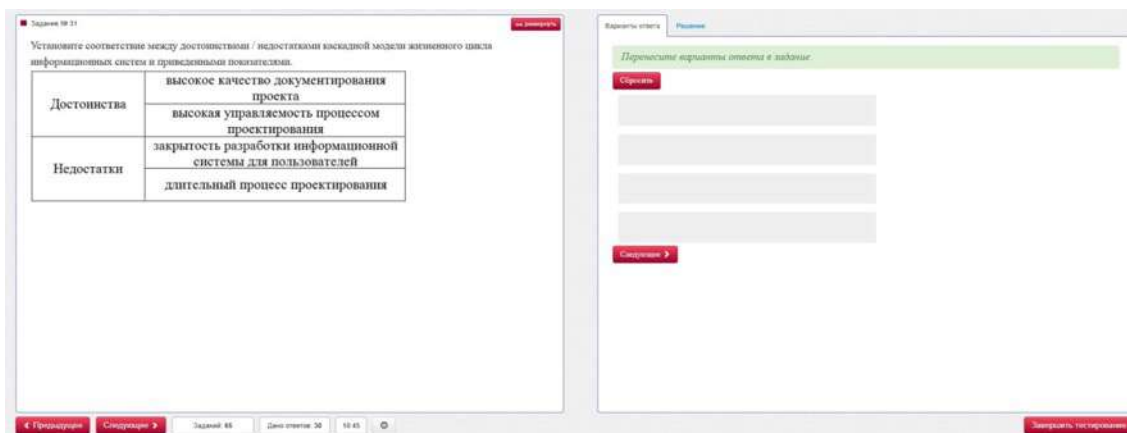 Задание № 31
Установите соответствие между достоинствами / недостатками каскадной модели жизненного цикла
информационных систем и приведенными показателями.
Достоинства
высокое качество документирования
проекта
высокая управляемость процессом
проектирования
Недостатки
закрытость разработки информационной
системы для пользователей
длительный процесс проектирования
Предыдущее
Следующее
Заданий: 65
Дано ответов: 30
10:45
Варианты ответа
Решение
Перенесите варианты ответа в задание
Сбросить
Следующее
Завершить тестирование